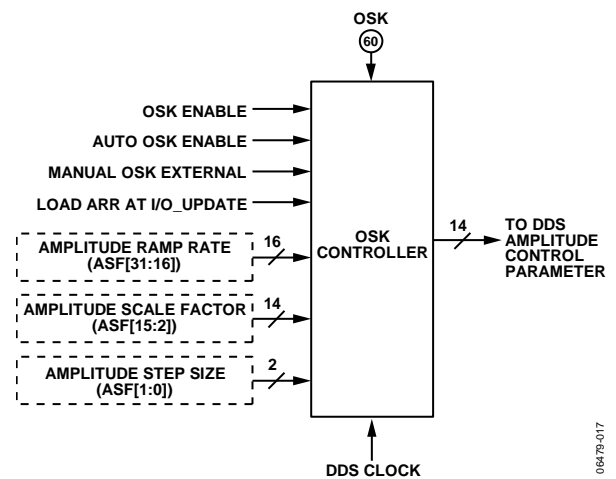 OSK
60
OSK ENABLE
AUTO OSK ENABLE
MANUAL OSK EXTERNAL
LOAD ARR AT I/O_UPDATE
AMPLITUDE RAMP RATE
(ASF[31:16])
16
AMPLITUDE SCALE FACTOR
(ASF[15:2])
14
AMPLITUDE STEP SIZE
(ASF[1:0])
2
OSK
CONTROLLER
14
TO DDS
AMPLITUDE
CONTROL
PARAMETER
DDS CLOCK
06479-017